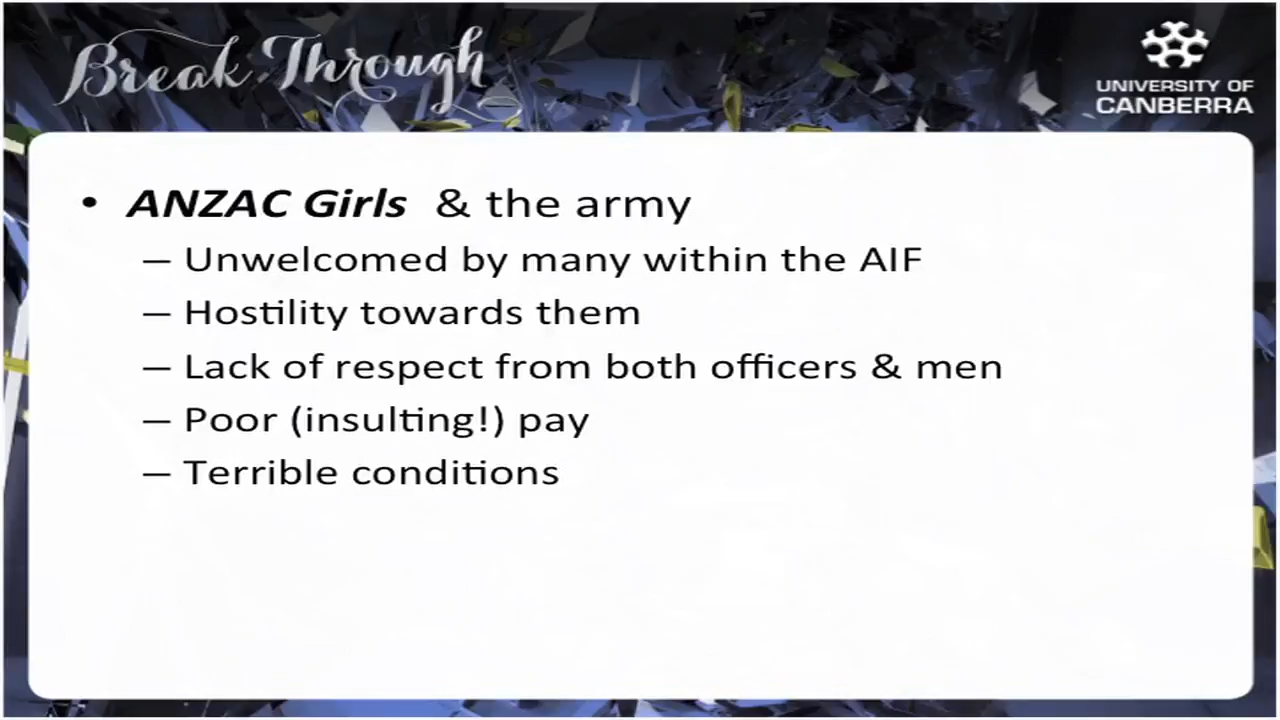 Break Through
UNIVERSITY OF
CANBERRA
• ANZAC Girls & the army
– Unwelcomed by many within the AIF
– Hostility towards them
– Lack of respect from both officers & men
– Poor (insulting!) pay
– Terrible conditions